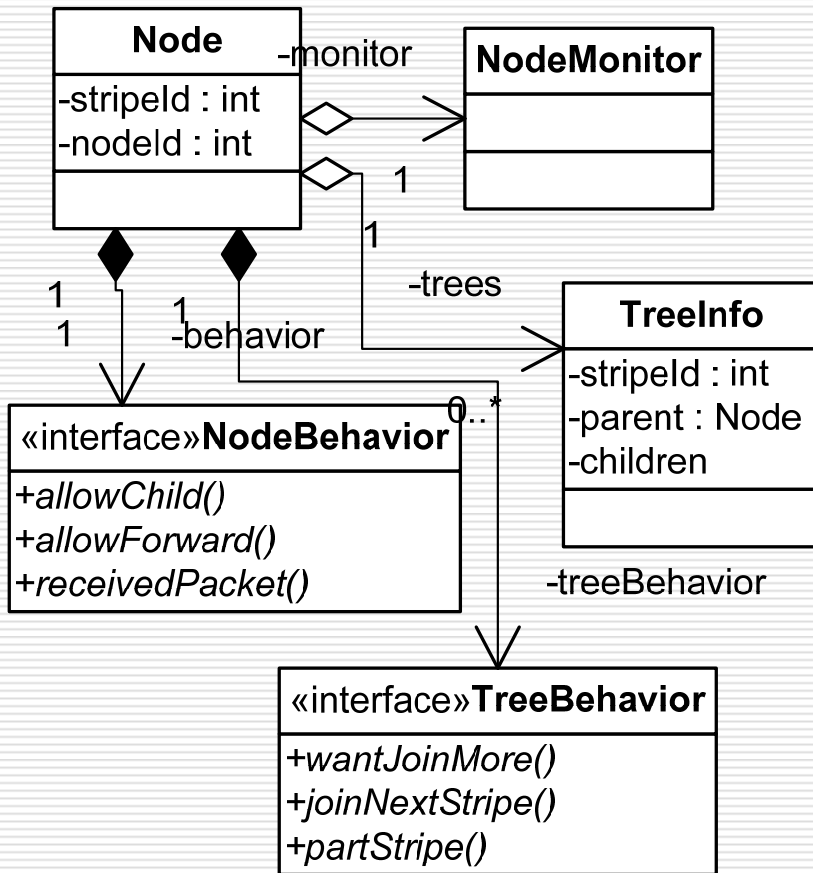 Node
-stripeId : int
-nodeId : int
-monitor
NodeMonitor
1
1
1
1
1
-behavior
-trees
TreeInfo
-stripeId : int
-parent : Node
-children
0..*
«interface»NodeBehavior
+allowChild()
+allowForward()
+receivedPacket()
-treeBehavior
«interface»TreeBehavior
+wantJoinMore()
+joinNextStripe()
+partStripe()